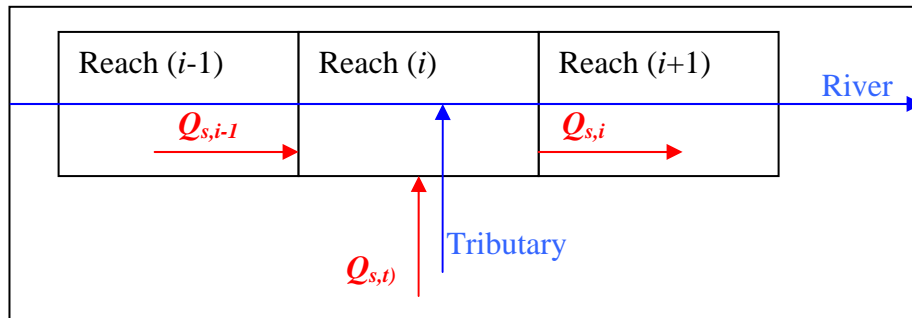 Reach (i-1) Reach (i) Reach (i+1)
River
Qs,i-1 Qs,i
Tributary
Qs,t)